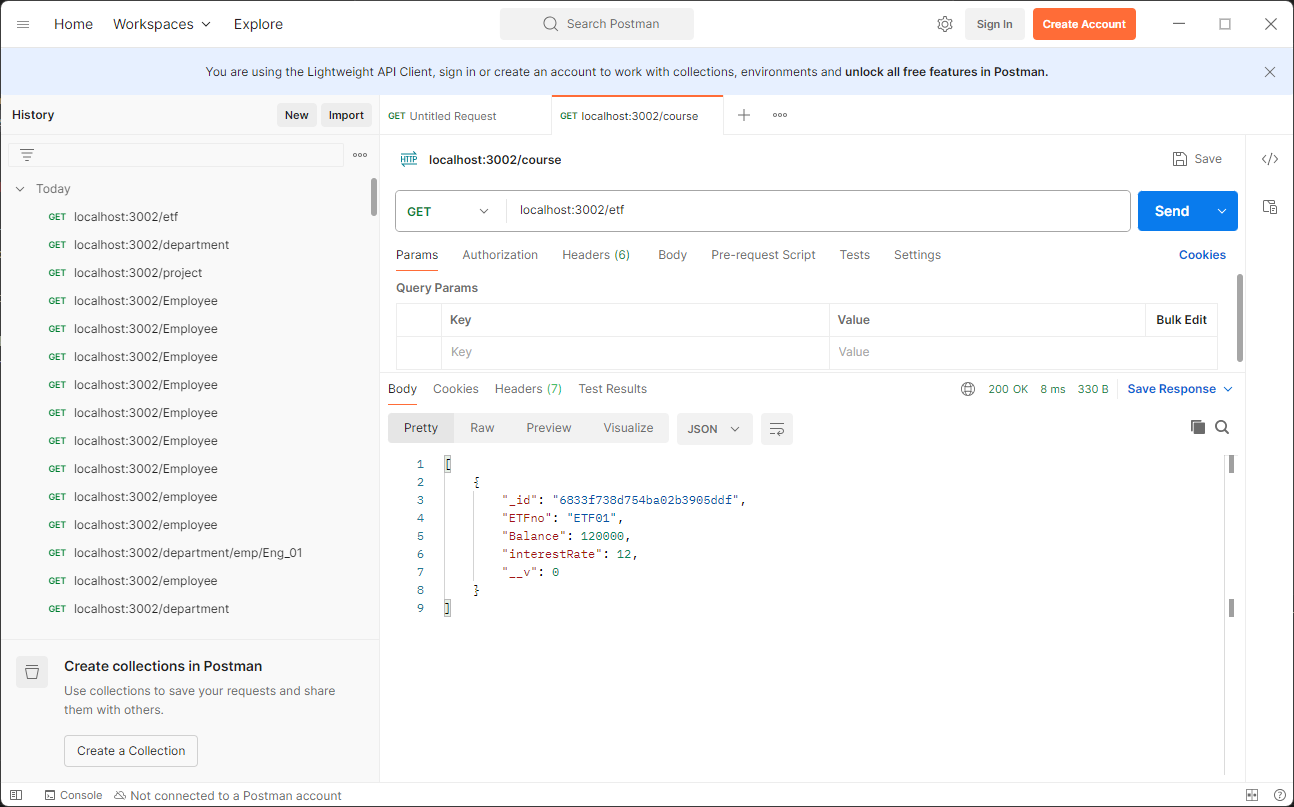 Home Workspaces Explore Search Postman Sign In Create Account
You are using the Lightweight API Client, sign in or create an account to work with collections, environments and unlock all free features in Postman.
History New Import
GET Untitled Request GET localhost:3002/course
Today
GET localhost:3002/etf
GET localhost:3002/department
GET localhost:3002/project
GET localhost:3002/Employee
GET localhost:3002/Employee
GET localhost:3002/Employee
GET localhost:3002/Employee
GET localhost:3002/Employee
GET localhost:3002/Employee
GET localhost:3002/Employee
GET localhost:3002/employee
GET localhost:3002/employee
GET localhost:3002/department/emp/Eng_01
GET localhost:3002/employee
GET localhost:3002/department
Create collections in Postman
Use collections to save your requests and share
them with others.
Create a Collection
HTTP localhost:3002/course Save </>
GET localhost:3002/etf Send
Params Authorization Headers (6) Body Pre-request Script Tests Settings Cookies
Query Params
Key Value Bulk Edit
Key Value
Body Cookies Headers (7) Test Results 200 OK 8 ms 330 B Save Response
Pretty Raw Preview Visualize JSON
1 [
2 {
3 "_id": "6833f738d754ba02b3905ddf",
4 "ETFno": "ETF01",
5 "Balance": 120000,
6 "interestRate": 12,
7 "__v": 0
8 }
9 ]
Console Not connected to a Postman account